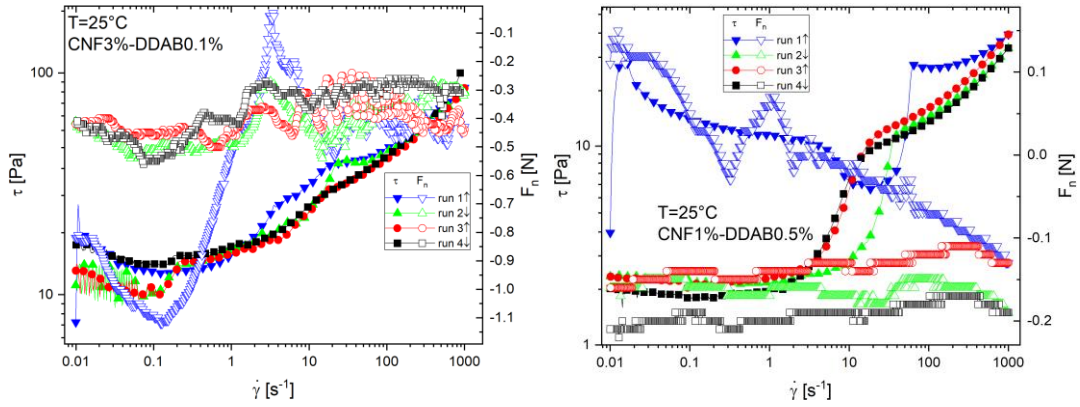 T=25°C
CNF3%-DDAB0.1%
τ [Pa]
100
10
-0.1
-0.2
-0.3
-0.4
-0.5
-0.6
-0.7
-0.8
-0.9
-1.0
-1.1
F_n [N]
τ F_n
run 1↑
run 2↓
run 3↑
run 4↓
0.01 0.1 1 10 100 1000
γ̇ [s⁻¹]
τ F_n
run 1↑
run 2↓
run 3↑
run 4↓
τ [Pa]
10
1
0.1
0.0
-0.1
-0.2
F_n [N]
T=25°C
CNF1%-DDAB0.5%
0.01 0.1 1 10 100 1000
γ̇ [s⁻¹]